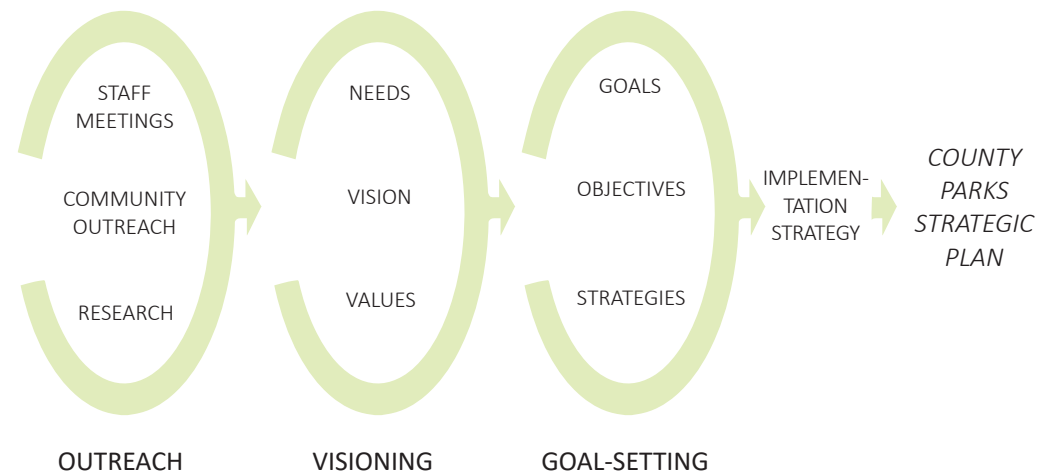 STAFF
MEETINGS
COMMUNITY
OUTREACH
RESEARCH
OUTREACH
NEEDS
VISION
VALUES
VISIONING
GOALS
OBJECTIVES
STRATEGIES
GOAL-SETTING
IMPLEMEN-
TATION
STRATEGY
COUNTY
PARKS
STRATEGIC
PLAN